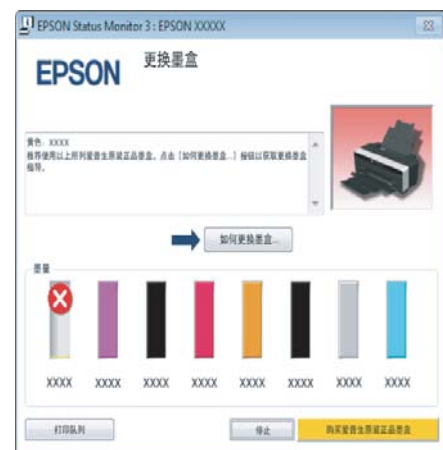 EPSON Status Monitor 3 : EPSON XXXXX
EPSON
更换墨盒
黄色: XXXX
推荐使用以上所列爱普生原装正品墨盒。点击 [如何更换墨盒...] 按钮以获取更换墨盒
指导。
如何更换墨盒...
墨量
XXXX XXXX XXXX XXXX XXXX XXXX XXXX XXXX
打印队列 停止 购买爱普生原装正品墨盒